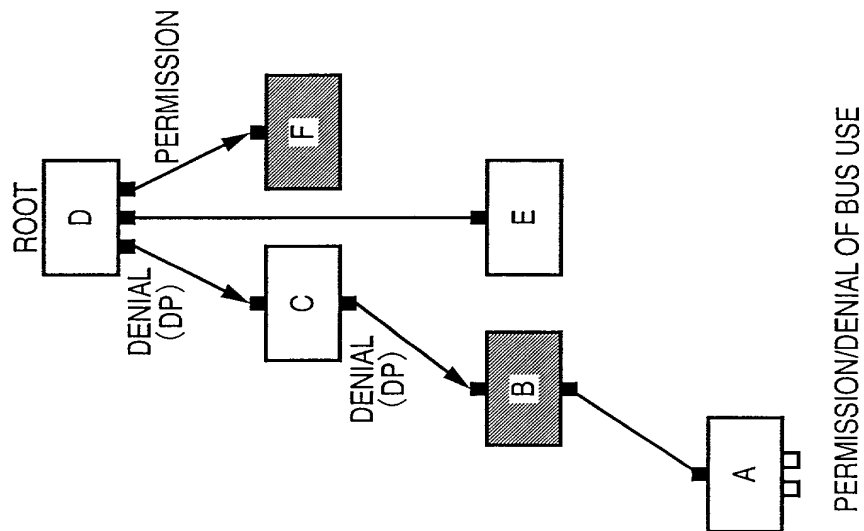 ROOT
D
PERMISSION
DENIAL
(DP)
F
C
DENIAL
(DP)
E
B
A
PERMISSION/DENIAL OF BUS USE